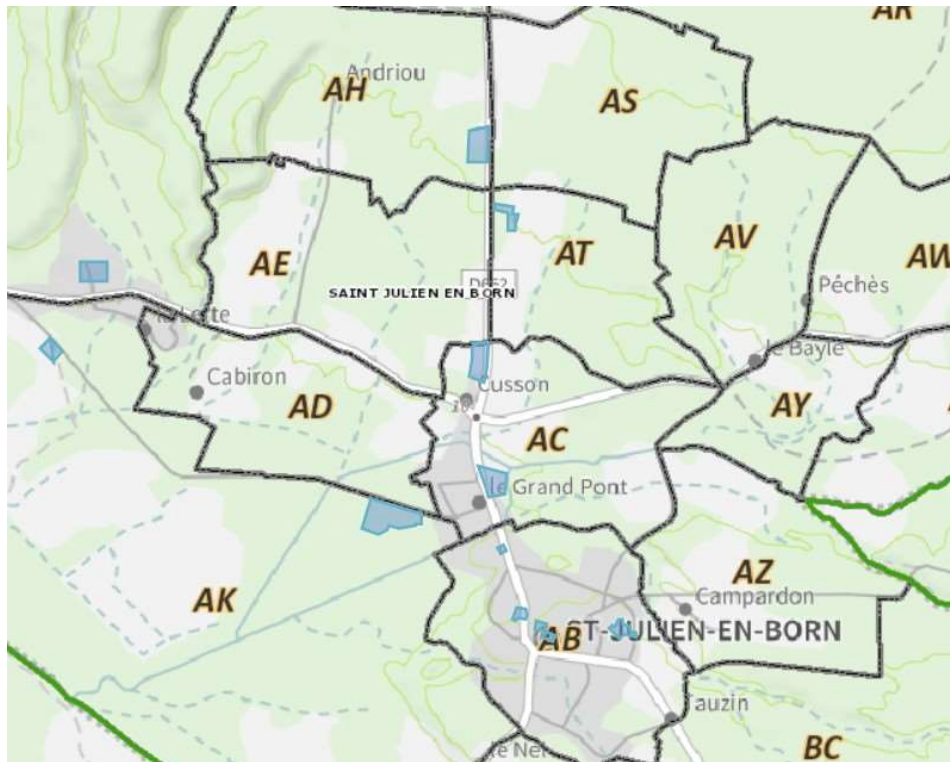 AR
Andriou
AH
AS
AV
AT
AE
AW
D652
Péchès
SAINT JULIEN EN BORN
le Bayle
Cabiron
Cusson
AD
AY
AC
le Grand Pont
AZ
AK
Campardon
AB
ST-JULIEN-EN-BORN
auzin
BC